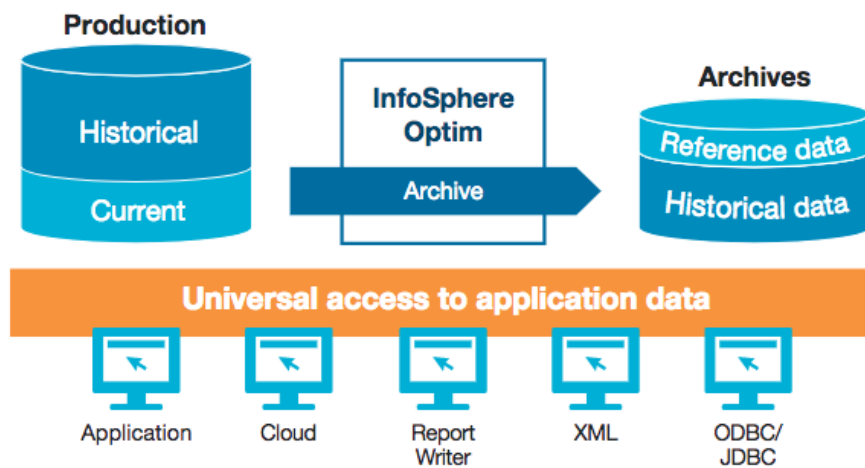 Production
Historical
Current
InfoSphere
Optim
Archive
Archives
Reference data
Historical data
Universal access to application data
Application
Cloud
Report
Writer
XML
ODBC/
JDBC